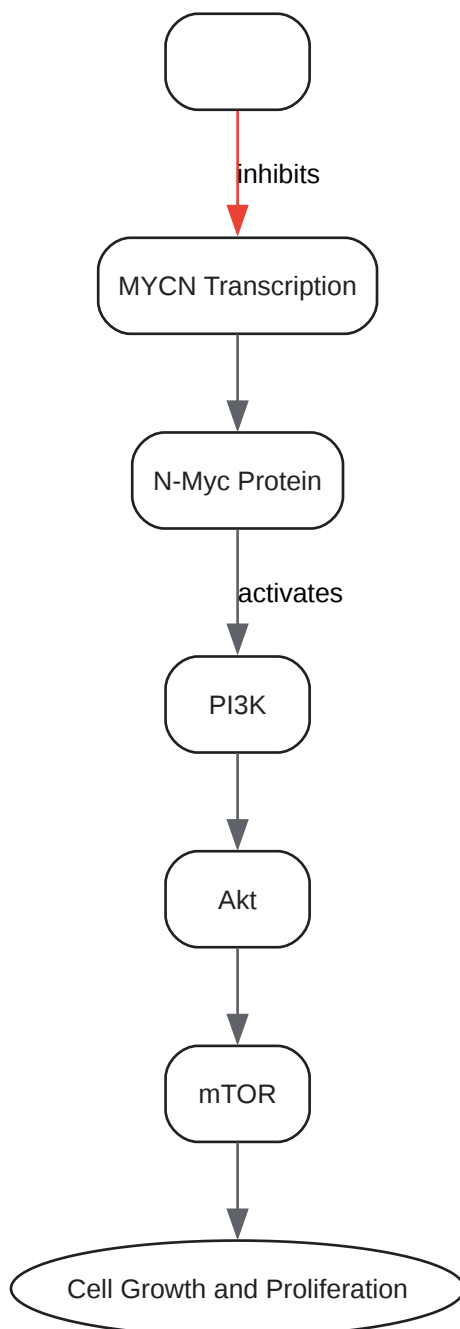 inhibits
MYCN Transcription
N-Myc Protein
activates
PI3K
Akt
mTOR
Cell Growth and Proliferation